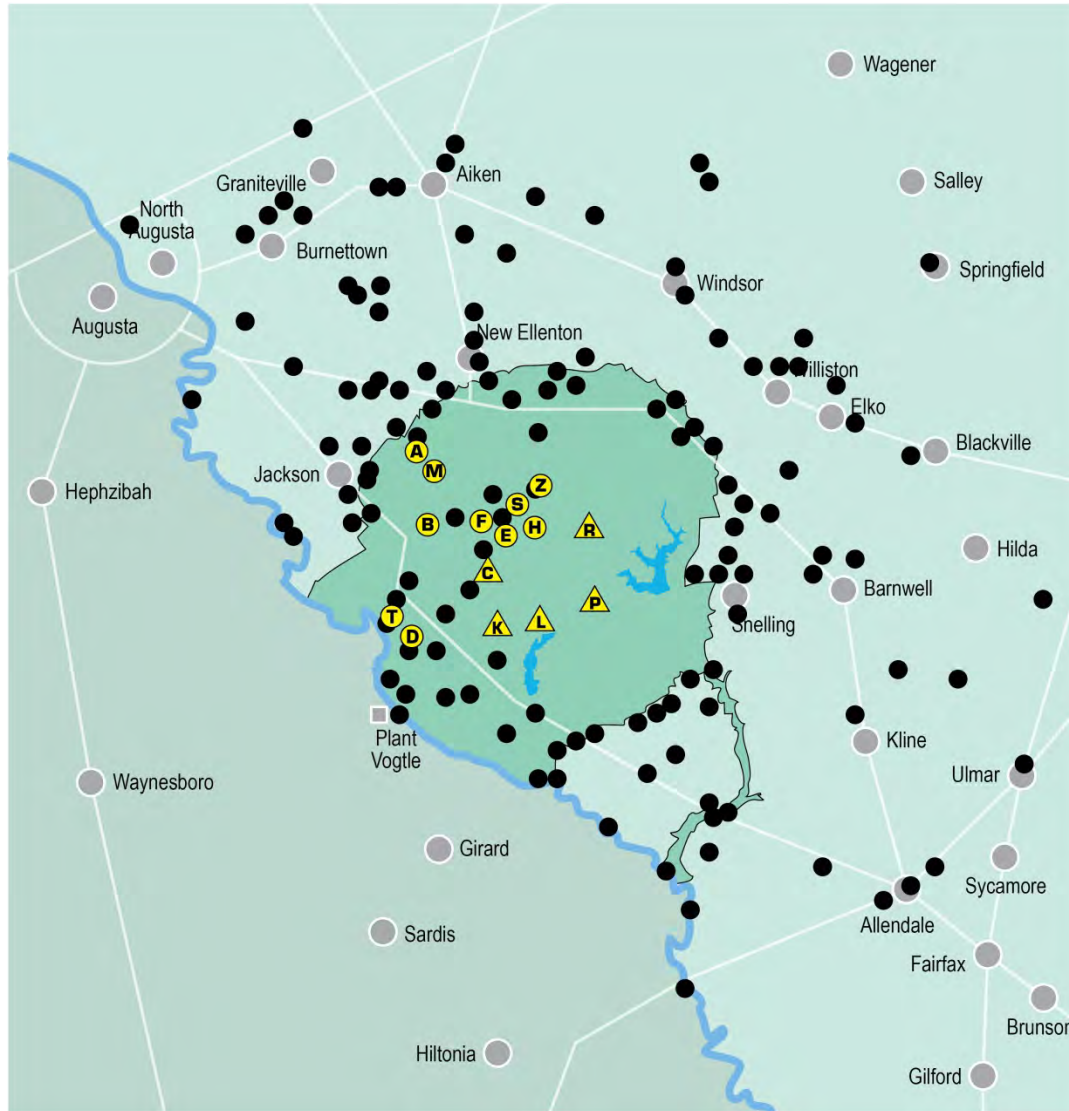 Wagener
Graniteville
Aiken
Salley
North
Augusta
Burnettown
Springfield
Windsor
Augusta
New Ellenton
Williston
Elko
Blackville
A
Jackson
M
Hephzibah
Z
S
B
F
H
R
E
Hilda
C
Barnwell
P
Snelling
T
L
K
D
Plant
Vogtle
Kline
Ulmar
Waynesboro
Girard
Sycamore
Allendale
Sardis
Fairfax
Brunson
Hiltonia
Gilford